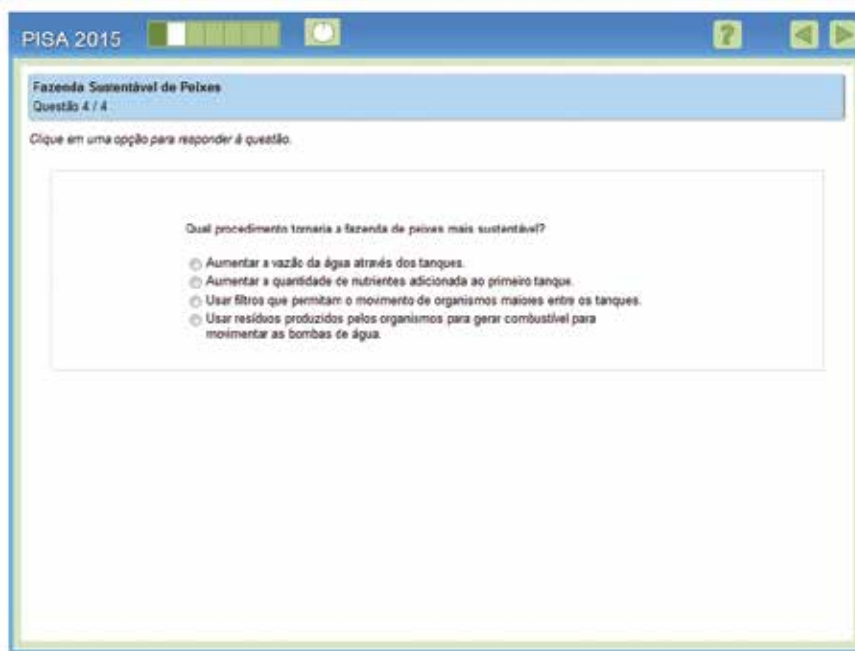 PISA 2015
?
Fazenda Sustentável de Peixes
Questão 4 / 4
Clique em uma opção para responder à questão.
Qual procedimento tornaria a fazenda de peixes mais sustentável?
Aumentar a vazão da água através dos tanques.
Aumentar a quantidade de nutrientes adicionada ao primeiro tanque.
Usar filtros que permitam o movimento de organismos maiores entre os tanques.
Usar resíduos produzidos pelos organismos para gerar combustível para
movimentar as bombas de água.